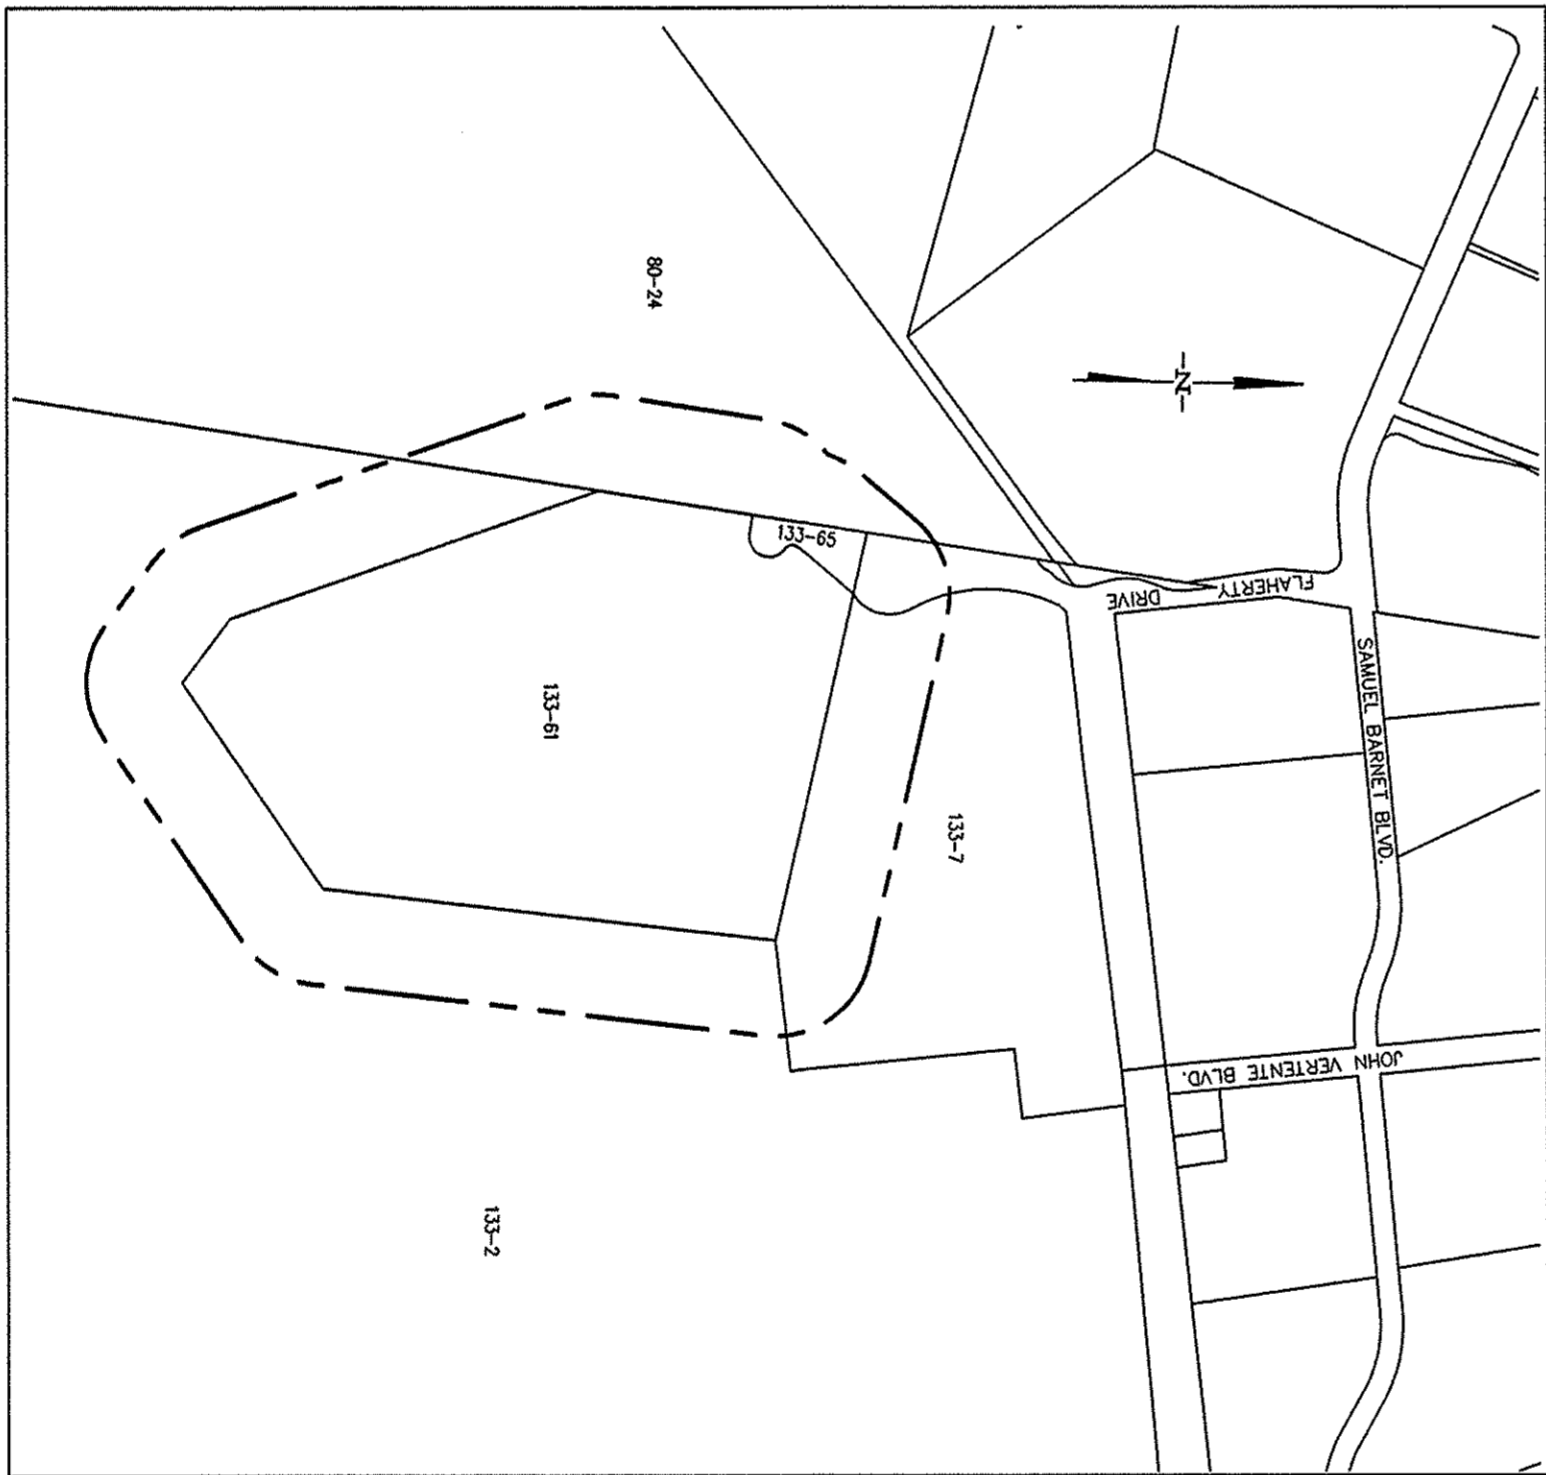 80-24
-N-
133-65
FLAHERTY
DRIVE
SAMUEL BARNET BLVD.
133-61
133-7
JOHN VERTENTE BLVD.
133-2